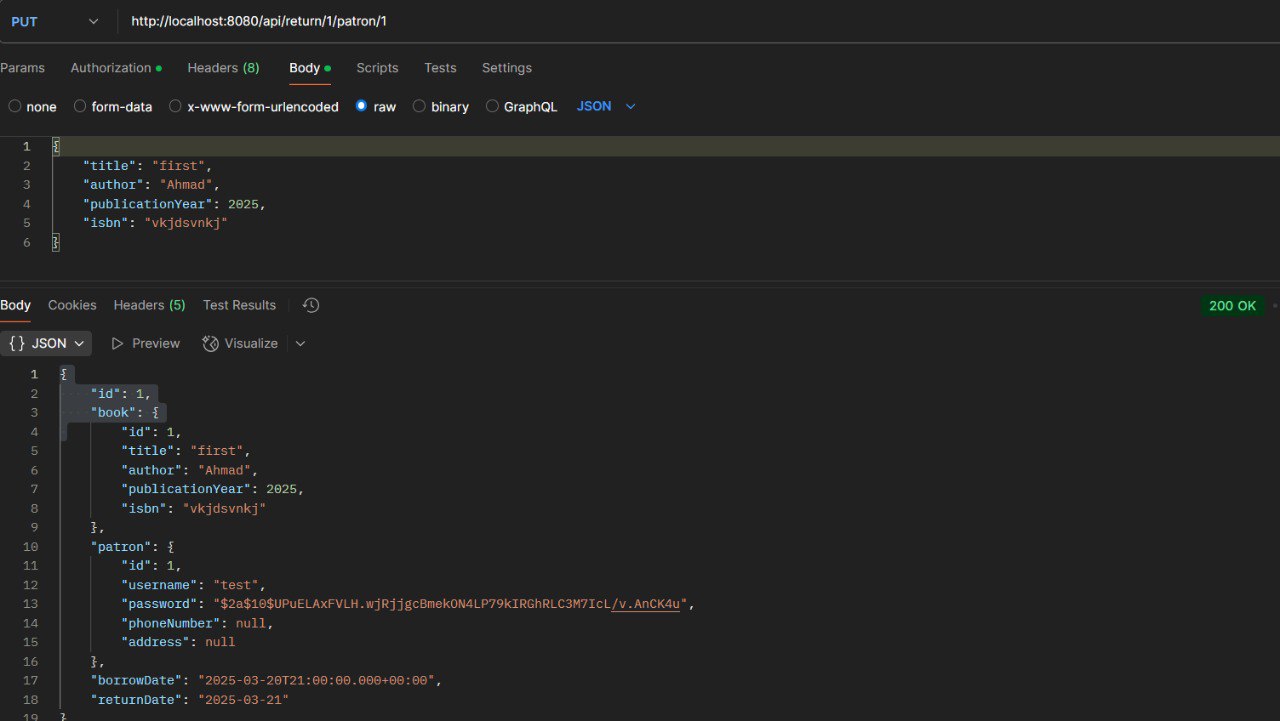 PUT http://localhost:8080/api/return/1/patron/1
Params Authorization Headers (8) Body Scripts Tests Settings
none form-data x-www-form-urlencoded raw binary GraphQL JSON
1 {
2 "title": "first",
3 "author": "Ahmad",
4 "publicationYear": 2025,
5 "isbn": "vkjdsvnkj"
6 }
Body Cookies Headers (5) Test Results 200 OK
{} JSON Preview Visualize
1 {
2 "id": 1,
3 "book": {
4 "id": 1,
5 "title": "first",
6 "author": "Ahmad",
7 "publicationYear": 2025,
8 "isbn": "vkjdsvnkj"
9 },
10 "patron": {
11 "id": 1,
12 "username": "test",
13 "password": "$2a$10$UPuELAxFVLH.wjRjjgcBmekON4LP79kIRGhRLC3M7IcL/v.AnCK4u",
14 "phoneNumber": null,
15 "address": null
16 },
17 "borrowDate": "2025-03-20T21:00:00.000+00:00",
18 "returnDate": "2025-03-21"
19 }